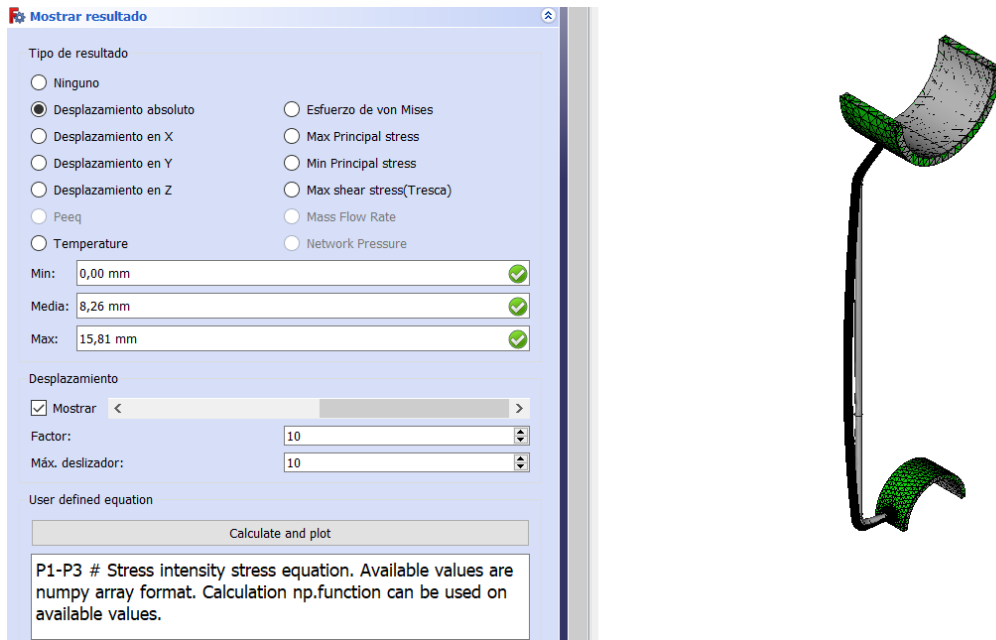 Mostrar resultado
Tipo de resultado
Ninguno
Desplazamiento absoluto
Esfuerzo de von Mises
Desplazamiento en X
Max Principal stress
Desplazamiento en Y
Min Principal stress
Desplazamiento en Z
Max shear stress(Tresca)
Peeq
Mass Flow Rate
Temperature
Network Pressure
Min: 0,00 mm
Media: 8,26 mm
Max: 15,81 mm
Desplazamiento
Mostrar
Factor: 10
Máx. deslizador: 10
User defined equation
Calculate and plot
P1-P3 # Stress intensity stress equation. Available values are
numpy array format. Calculation np.function can be used on
available values.